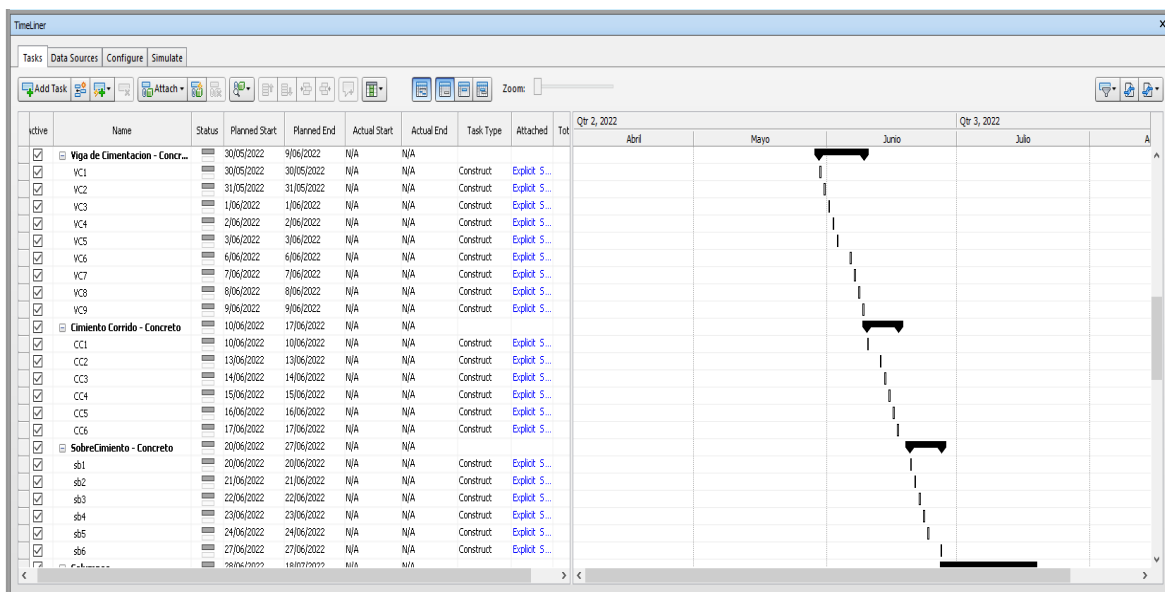 TimeLiner x
Tasks Data Sources Configure Simulate
Add Task Attach Zoom:
Active Name Status Planned Start Planned End Actual Start Actual End Task Type Attached Tot
Qtr 2, 2022 Qtr 3, 2022
Abril Mayo Junio Julio A
Viga de Cimentacion - Concr... 30/05/2022 9/06/2022 N/A N/A
VC1 30/05/2022 30/05/2022 N/A N/A Construct Explicit S...
VC2 31/05/2022 31/05/2022 N/A N/A Construct Explicit S...
VC3 1/06/2022 1/06/2022 N/A N/A Construct Explicit S...
VC4 2/06/2022 2/06/2022 N/A N/A Construct Explicit S...
VC5 3/06/2022 3/06/2022 N/A N/A Construct Explicit S...
VC6 6/06/2022 6/06/2022 N/A N/A Construct Explicit S...
VC7 7/06/2022 7/06/2022 N/A N/A Construct Explicit S...
VC8 8/06/2022 8/06/2022 N/A N/A Construct Explicit S...
VC9 9/06/2022 9/06/2022 N/A N/A Construct Explicit S...
Cimiento Corrido - Concreto 10/06/2022 17/06/2022 N/A N/A
CC1 10/06/2022 10/06/2022 N/A N/A Construct Explicit S...
CC2 13/06/2022 13/06/2022 N/A N/A Construct Explicit S...
CC3 14/06/2022 14/06/2022 N/A N/A Construct Explicit S...
CC4 15/06/2022 15/06/2022 N/A N/A Construct Explicit S...
CC5 16/06/2022 16/06/2022 N/A N/A Construct Explicit S...
CC6 17/06/2022 17/06/2022 N/A N/A Construct Explicit S...
SobreCimiento - Concreto 20/06/2022 27/06/2022 N/A N/A
sb1 20/06/2022 20/06/2022 N/A N/A Construct Explicit S...
sb2 21/06/2022 21/06/2022 N/A N/A Construct Explicit S...
sb3 22/06/2022 22/06/2022 N/A N/A Construct Explicit S...
sb4 23/06/2022 23/06/2022 N/A N/A Construct Explicit S...
sb5 24/06/2022 24/06/2022 N/A N/A Construct Explicit S...
sb6 27/06/2022 27/06/2022 N/A N/A Construct Explicit S...
28/06/2022 18/07/2022 N/A N/A